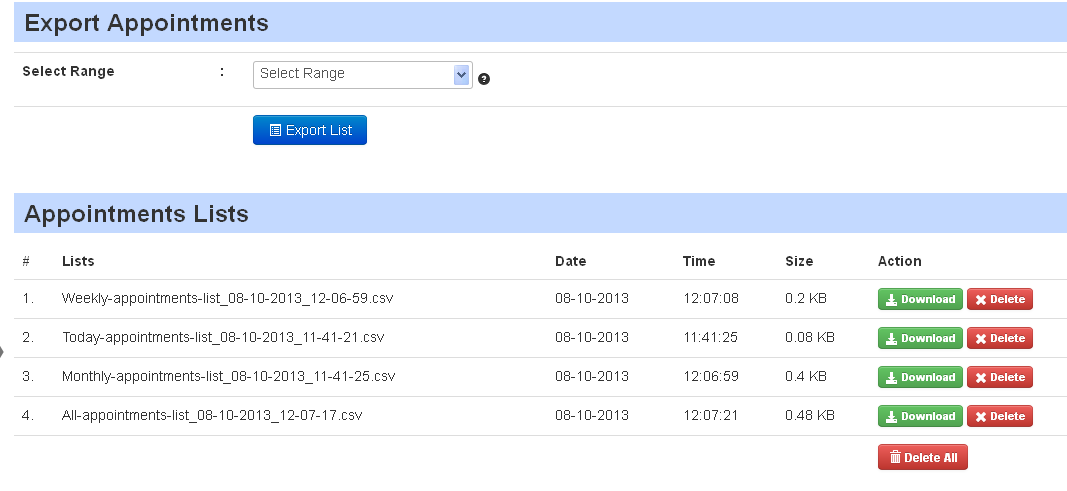 Export Appointments
Select Range : Select Range ?
Export List
Appointments Lists
# Lists Date Time Size Action
1. Weekly-appointments-list_08-10-2013_12-06-59.csv 08-10-2013 12:07:08 0.2 KB Download Delete
2. Today-appointments-list_08-10-2013_11-41-21.csv 08-10-2013 11:41:25 0.08 KB Download Delete
3. Monthly-appointments-list_08-10-2013_11-41-25.csv 08-10-2013 12:06:59 0.4 KB Download Delete
4. All-appointments-list_08-10-2013_12-07-17.csv 08-10-2013 12:07:21 0.48 KB Download Delete
Delete All